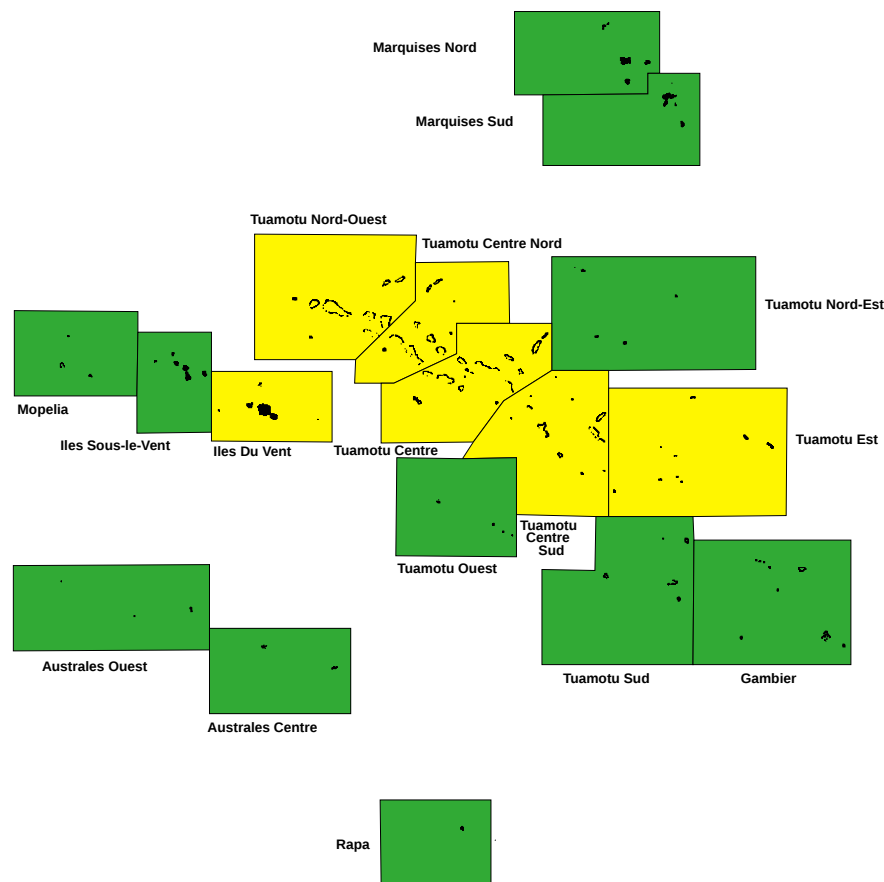 Marquises Nord
Marquises Sud
Tuamotu Nord-Ouest
Tuamotu Centre Nord
Tuamotu Nord-Est
Mopelia
Iles Sous-le-Vent
Iles Du Vent
Tuamotu Centre
Tuamotu Est
Tuamotu
Centre
Sud
Tuamotu Ouest
Australes Ouest
Tuamotu Sud
Gambier
Australes Centre
Rapa